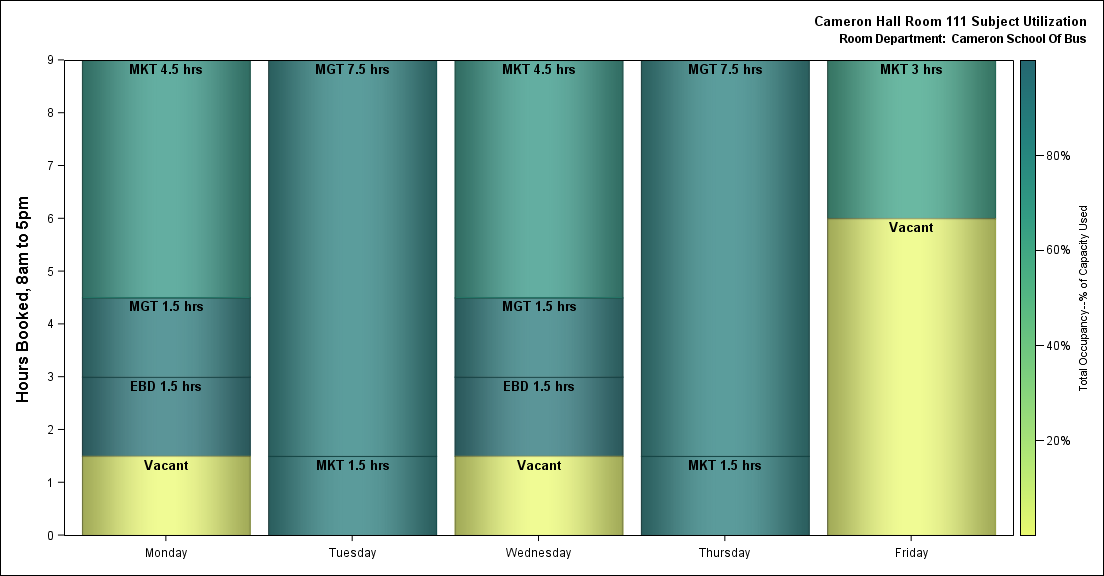 Cameron Hall Room 111 Subject Utilization
Room Department: Cameron School Of Bus
Hours Booked, 8am to 5pm
9
8
7
6
5
4
3
2
1
0
MKT 4.5 hrs
MGT 1.5 hrs
EBD 1.5 hrs
Vacant
MGT 7.5 hrs
MKT 1.5 hrs
MKT 4.5 hrs
MGT 1.5 hrs
EBD 1.5 hrs
Vacant
MGT 7.5 hrs
MKT 1.5 hrs
MKT 3 hrs
Vacant
Monday
Tuesday
Wednesday
Thursday
Friday
80%
60%
40%
20%
Total Occupancy--% of Capacity Used